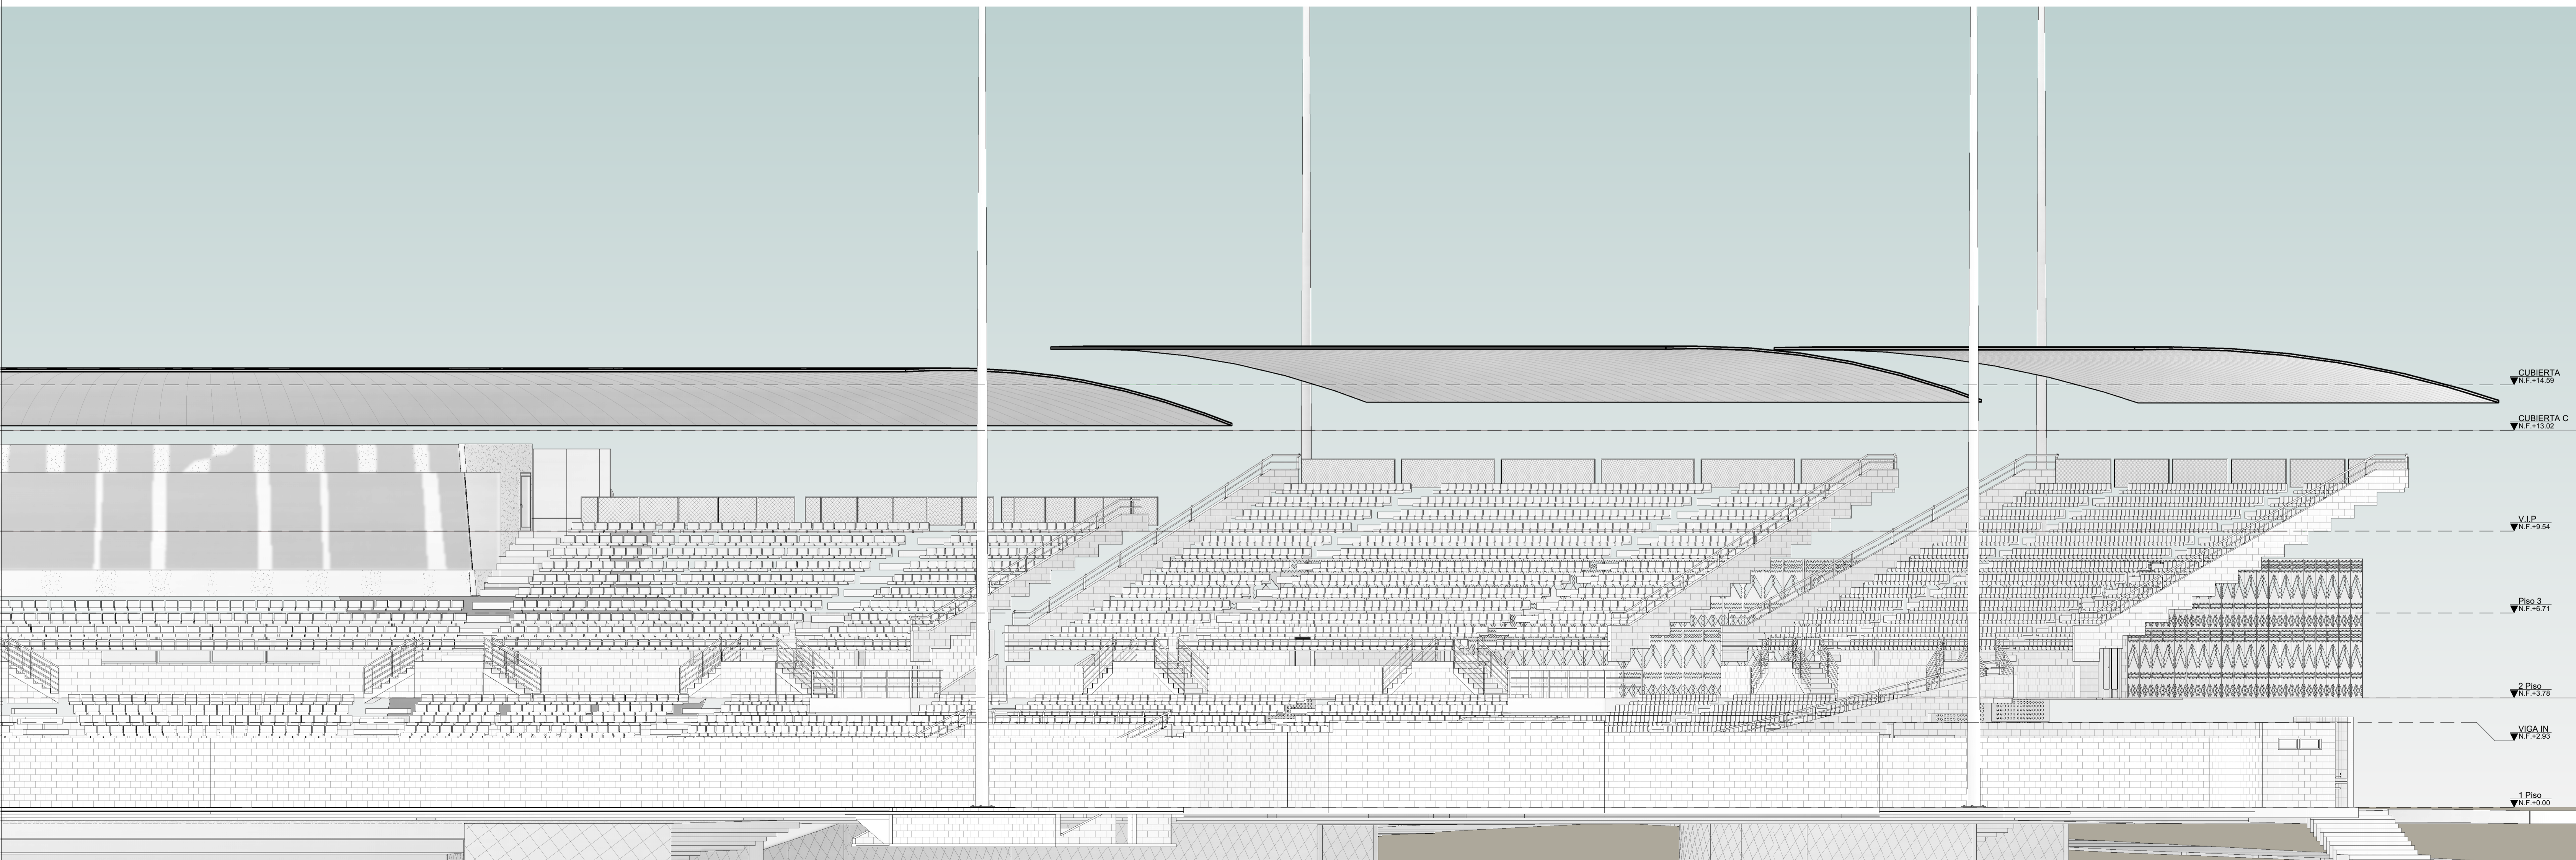 CUBIERTA
N.F.+14.59
CUBIERTA C
N.F.+13.02
V.I.P
N.F.+9.54
Piso 3
N.F.+6.71
2 Piso
N.F.+3.78
VIGA IN
N.F.+2.93
1 Piso
N.F.+0.00